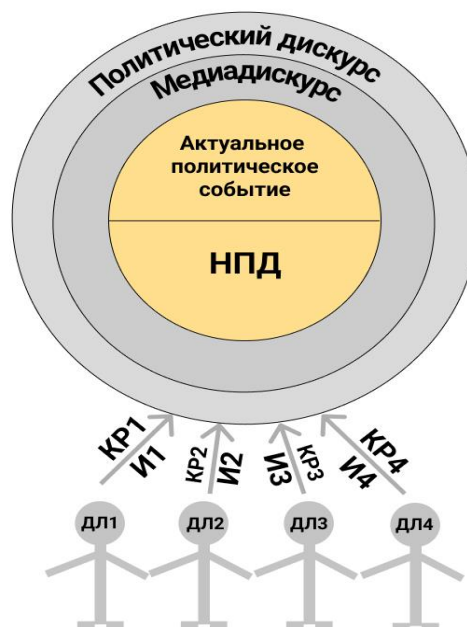 Политический дискурс
Медиадискурс
Актуальное
политическое
событие
НПД
КР1
И1
КР2
И2
И3
КР3
КР4
И4
ДЛ1
ДЛ2
ДЛ3
ДЛ4